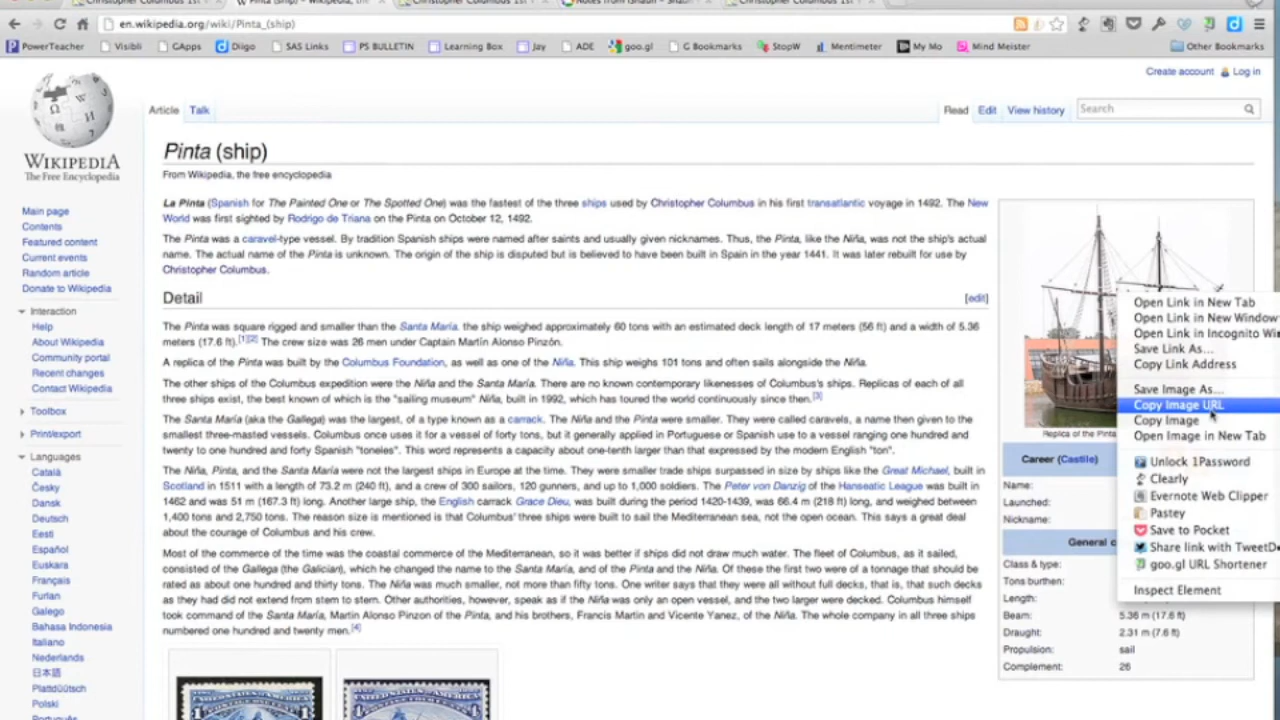 Pinta (ship) – Wikipedia, the fr
en.wikipedia.org/wiki/Pinta_(ship)
PowerTeacher Visibli GApps Diigo SAS Links PS BULLETIN Learning Box Jay ADE goo.gl G Bookmarks StopW Mentimeter My Mo Mind Meister Other Bookmarks
Create account Log in
Article Talk Read Edit View history Search
WIKIPEDIA
The Free Encyclopedia
Main page
Contents
Featured content
Current events
Random article
Donate to Wikipedia
Interaction
Help
About Wikipedia
Community portal
Recent changes
Contact Wikipedia
Toolbox
Print/export
Languages
Català
Česky
Dansk
Deutsch
Eesti
Español
Euskara
Français
Furlan
Galego
Bahasa Indonesia
Italiano
Nederlands
日本語
Plattdüütsch
Polski
Português
Pinta (ship)
From Wikipedia, the free encyclopedia
La Pinta (Spanish for The Painted One or The Spotted One) was the fastest of the three ships used by Christopher Columbus in his first transatlantic voyage in 1492. The New
World was first sighted by Rodrigo de Triana on the Pinta on October 12, 1492.
The Pinta was a caravel-type vessel. By tradition Spanish ships were named after saints and usually given nicknames. Thus, the Pinta, like the Niña, was not the ship's actual
name. The actual name of the Pinta is unknown. The origin of the ship is disputed but is believed to have been built in Spain in the year 1441. It was later rebuilt for use by
Christopher Columbus.
Detail [edit]
The Pinta was square rigged and smaller than the Santa María. the ship weighed approximately 60 tons with an estimated deck length of 17 meters (56 ft) and a width of 5.36
meters (17.6 ft).[1][2] The crew size was 26 men under Captain Martín Alonso Pinzón.
A replica of the Pinta was built by the Columbus Foundation, as well as one of the Niña. This ship weighs 101 tons and often sails alongside the Niña.
The other ships of the Columbus expedition were the Niña and the Santa María. There are no known contemporary likenesses of Columbus's ships. Replicas of each of all
three ships exist, the best known of which is the "sailing museum" Niña, built in 1992, which has toured the world continuously since then.[3]
The Santa María (aka the Gallega) was the largest, of a type known as a carrack. The Niña and the Pinta were smaller. They were called caravels, a name then given to the
smallest three-masted vessels. Columbus once uses it for a vessel of forty tons, but it generally applied in Portuguese or Spanish use to a vessel ranging one hundred and
twenty to one hundred and forty Spanish "toneles". This word represents a capacity about one-tenth larger than that expressed by the modern English "ton".
The Niña, Pinta, and the Santa María were not the largest ships in Europe at the time. They were smaller trade ships surpassed in size by ships like the Great Michael, built in
Scotland in 1511 with a length of 73.2 m (240 ft), and a crew of 300 sailors, 120 gunners, and up to 1,000 soldiers. The Peter von Danzig of the Hanseatic League was built in
1462 and was 51 m (167.3 ft) long. Another large ship, the English carrack Grace Dieu, was built during the period 1420-1439, was 66.4 m (218 ft) long, and weighed between
1,400 tons and 2,750 tons. The reason size is mentioned is that Columbus' three ships were built to sail the Mediterranean sea, not the open ocean. This says a great deal
about the courage of Columbus and his crew.
Most of the commerce of the time was the coastal commerce of the Mediterranean, so it was better if ships did not draw much water. The fleet of Columbus, as it sailed,
consisted of the Gallega (the Galician), which he changed the name to the Santa María, and of the Pinta and the Niña. Of these the first two were of a tonnage that should be
rated as about one hundred and thirty tons. The Niña was much smaller, not more than fifty tons. One writer says that they were all without full decks, that is, that such decks
as they had did not extend from stem to stern. Other authorities, however, speak as if the Niña was only an open vessel, and the two larger were decked. Columbus himself
took command of the Santa María, Martin Alonso Pinzon of the Pinta, and his brothers, Francis Martin and Vicente Yanez, of the Niña. The whole company in all three ships
numbered one hundred and twenty men.[4]
UNITED STATES
UNITED STATES
Replica of the Pinta
Career (Castile)
Name:
Launched:
Nickname:
General c
Class & type:
Tons burthen:
Length:
Beam: 5.36 m (17.6 ft)
Draught: 2.31 m (7.6 ft)
Propulsion: sail
Complement: 26
Open Link in New Tab
Open Link in New Window
Open Link in Incognito Wi
Save Link As...
Copy Link Address
Save Image As...
Copy Image URL
Copy Image
Open Image in New Tab
Unlock 1Password
Clearly
Evernote Web Clipper
Pastey
Save to Pocket
Share link with TweetD
goo.gl URL Shortener
Inspect Element